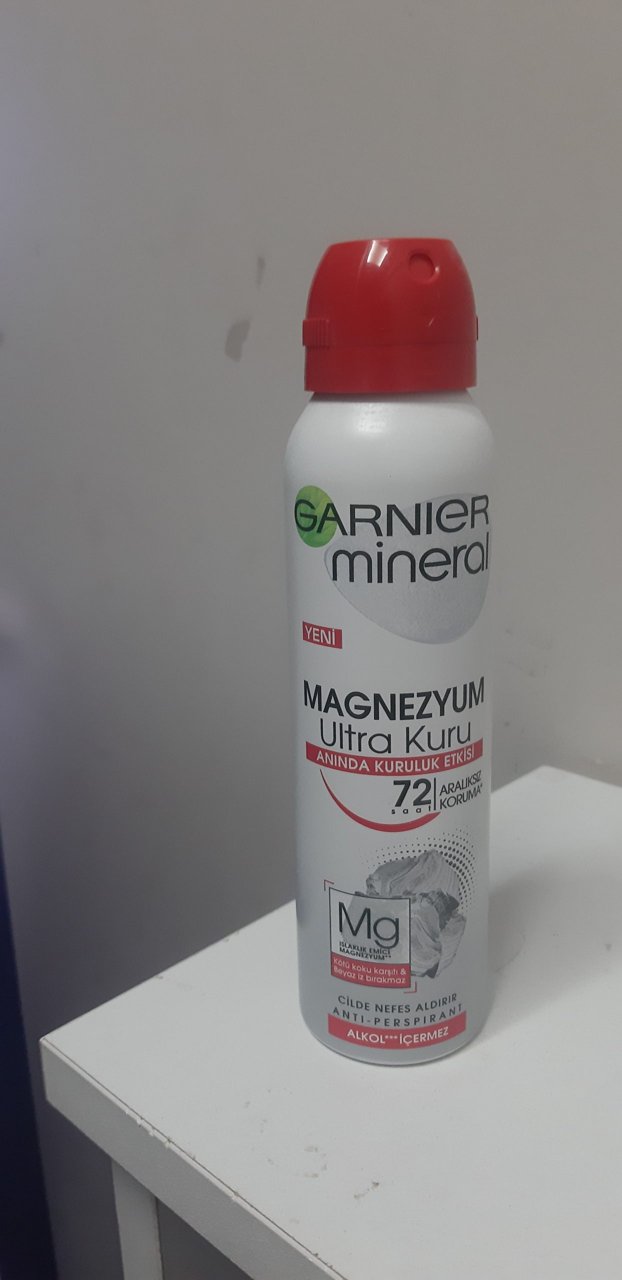 GARNIER
mineral
YENİ
MAGNEZYUM
Ultra Kuru
ANINDA KURULUK ETKİSİ
72 saat ARALIKSIZ KORUMA*
Mg
ISLAKLIK EMİCİ
MAGNEZYUM**
Kötü koku karşıtı &
Beyaz iz bırakmaz
CİLDE NEFES ALDIRIR
ANTI-PERSPIRANT
ALKOL*** İÇERMEZ